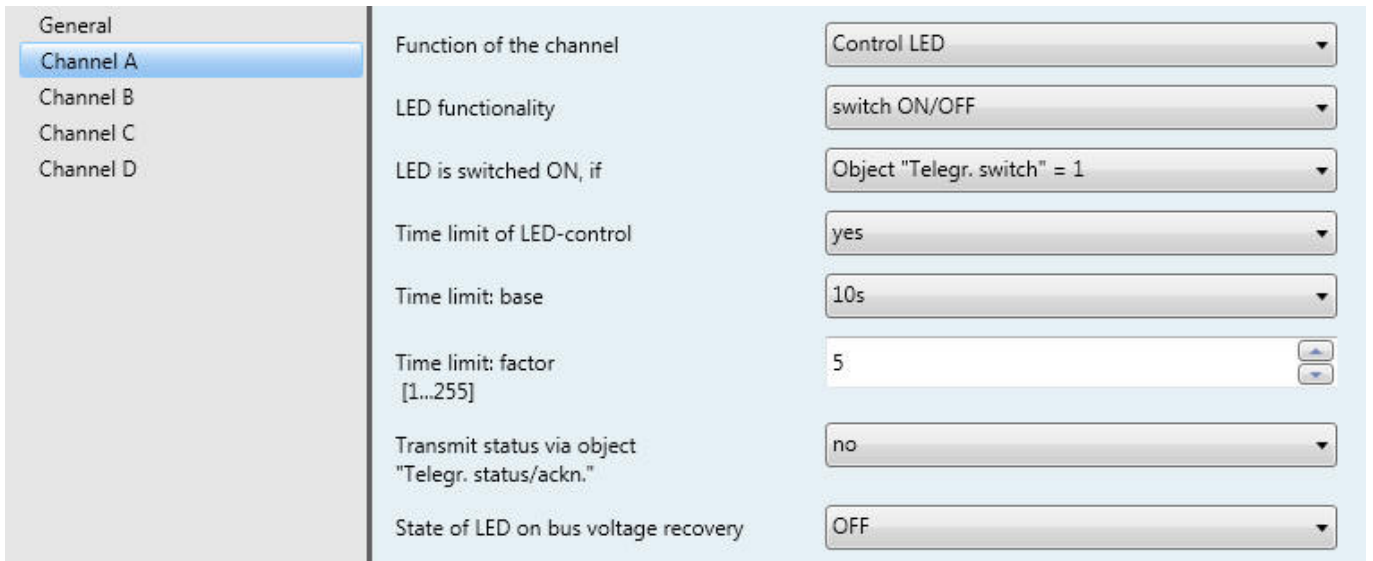 General
Channel A
Channel B
Channel C
Channel D
Function of the channel
Control LED
LED functionality
switch ON/OFF
LED is switched ON, if
Object "Telegr. switch" = 1
Time limit of LED-control
yes
Time limit: base
10s
Time limit: factor
[1...255]
5
Transmit status via object
"Telegr. status/ackn."
no
State of LED on bus voltage recovery
OFF